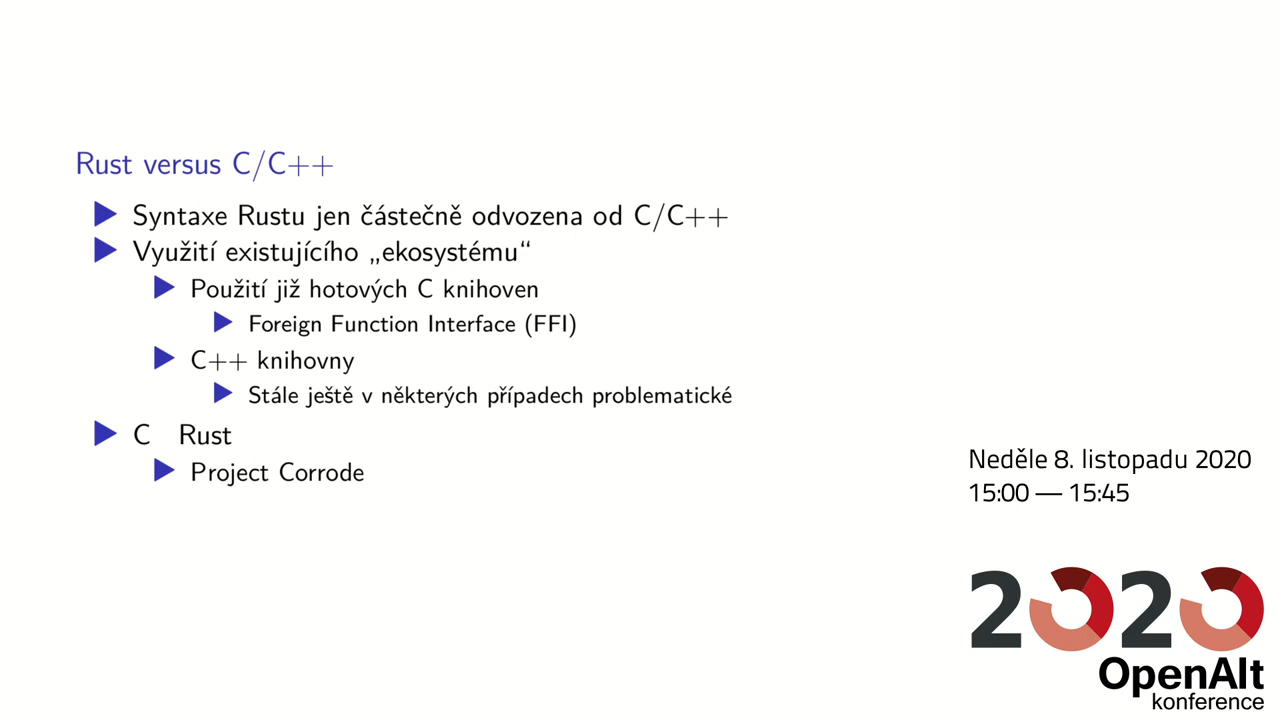 Rust versus C/C++
Syntaxe Rustu jen částečně odvozena od C/C++
Využití existujícího „ekosystému“
Použití již hotových C knihoven
Foreign Function Interface (FFI)
C++ knihovny
Stále ještě v některých případech problematické
C Rust
Project Corrode
Neděle 8. listopadu 2020
15:00 — 15:45
2020
OpenAlt
konference